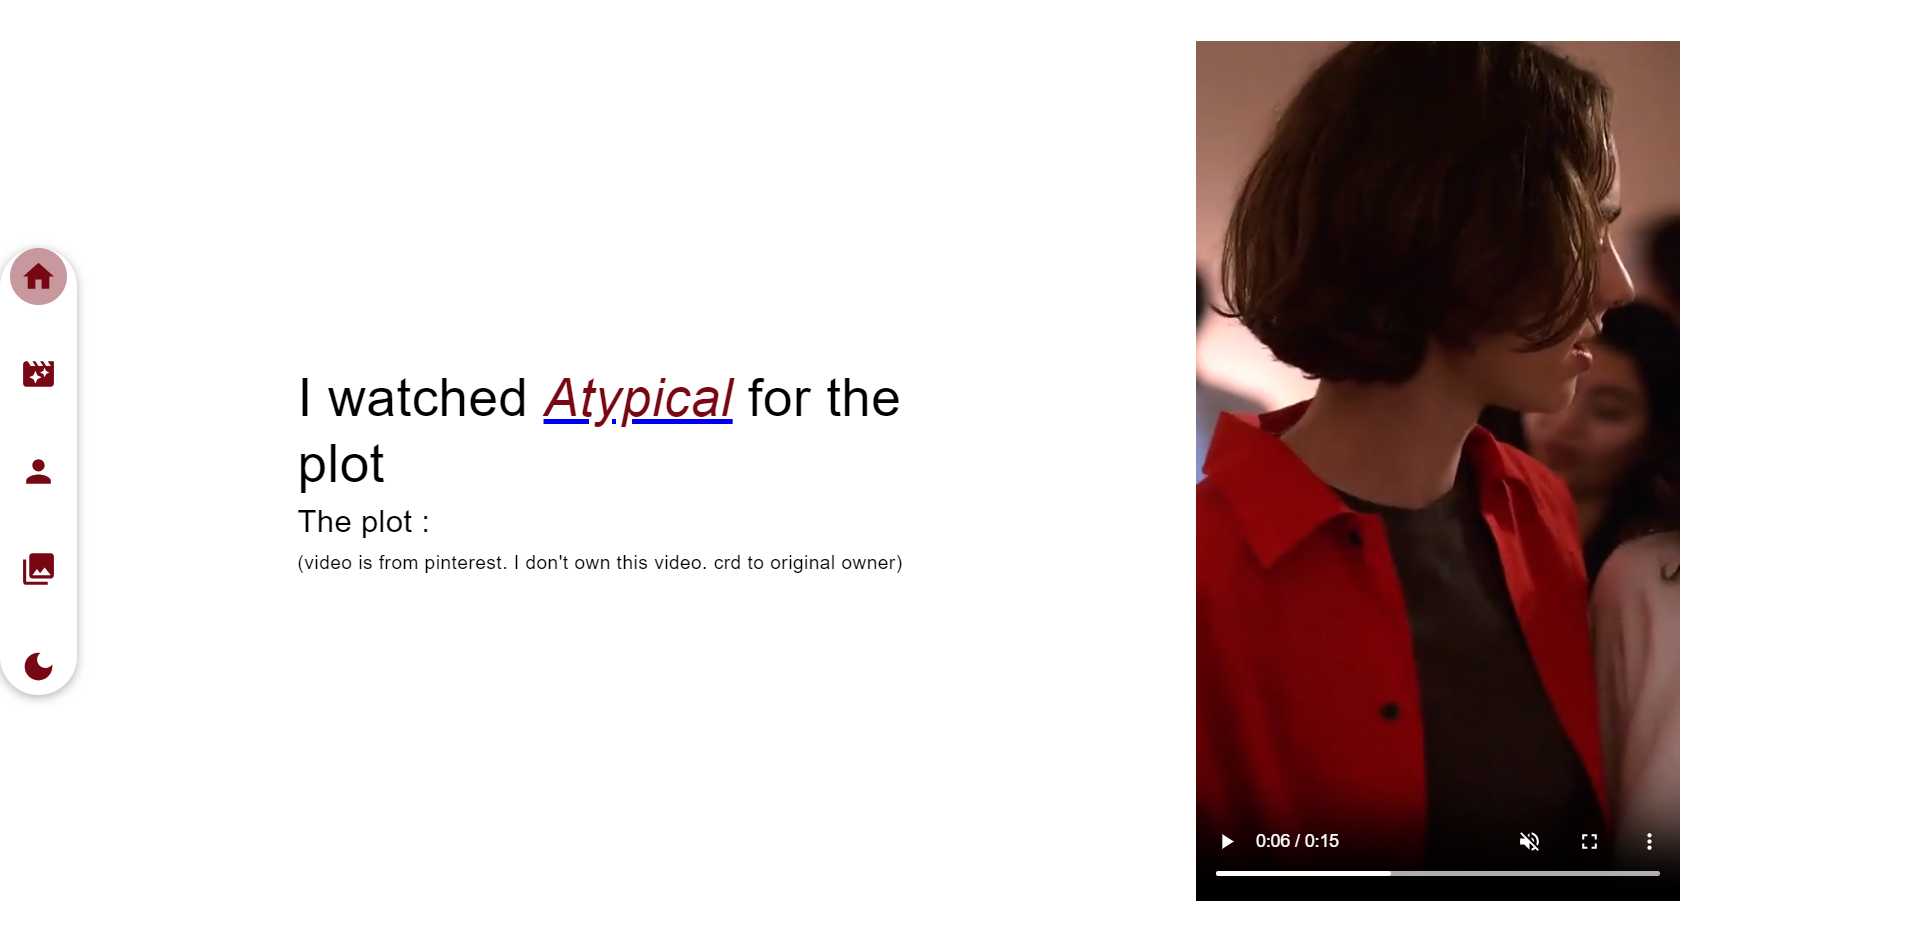 I watched Atypical for the
plot
The plot :
(video is from pinterest. I don't own this video. crd to original owner)
0:06 / 0:15